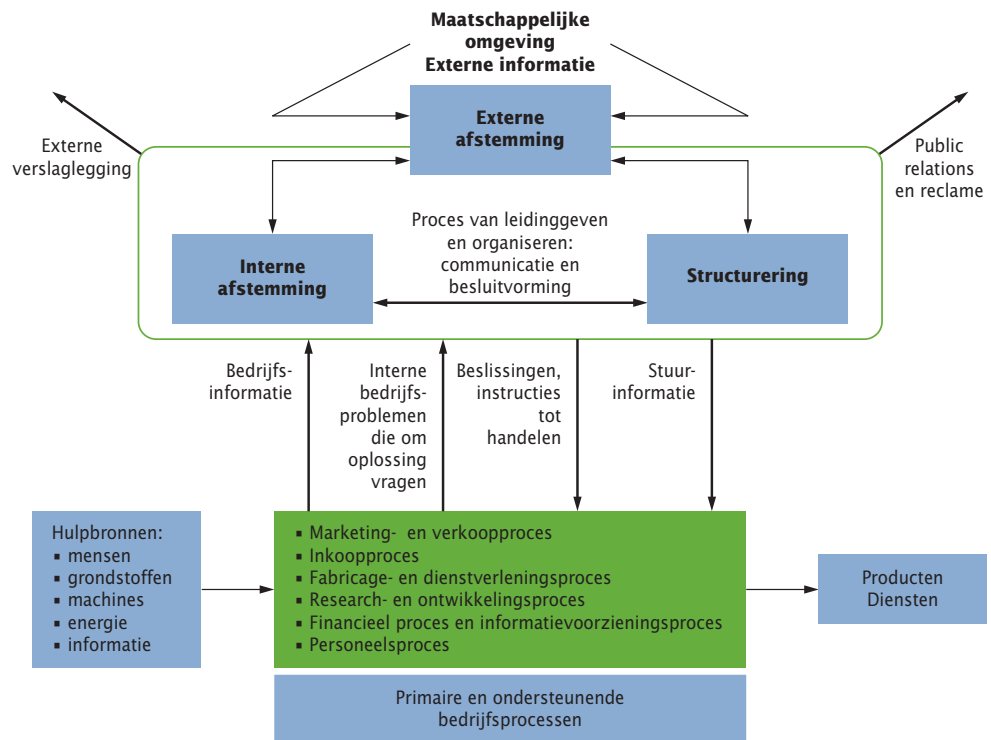 Maatschappelijke
omgeving
Externe informatie
Externe
afstemming
Externe
verslaglegging
Public
relations
en reclame
Proces van leidinggeven
en organiseren:
communicatie en
besluitvorming
Interne
afstemming
Structurering
Bedrijfs-
informatie
Interne
bedrijfs-
problemen
die om
oplossing
vragen
Beslissingen,
instructies
tot
handelen
Stuur-
informatie
Hulpbronnen:
▪ mensen
▪ grondstoffen
▪ machines
▪ energie
▪ informatie
▪ Marketing- en verkoopproces
▪ Inkoopproces
▪ Fabricage- en dienstverleningsproces
▪ Research- en ontwikkelingsproces
▪ Financieel proces en informatievoorzieningsproces
▪ Personeelsproces
Producten
Diensten
Primaire en ondersteunende
bedrijfsprocessen